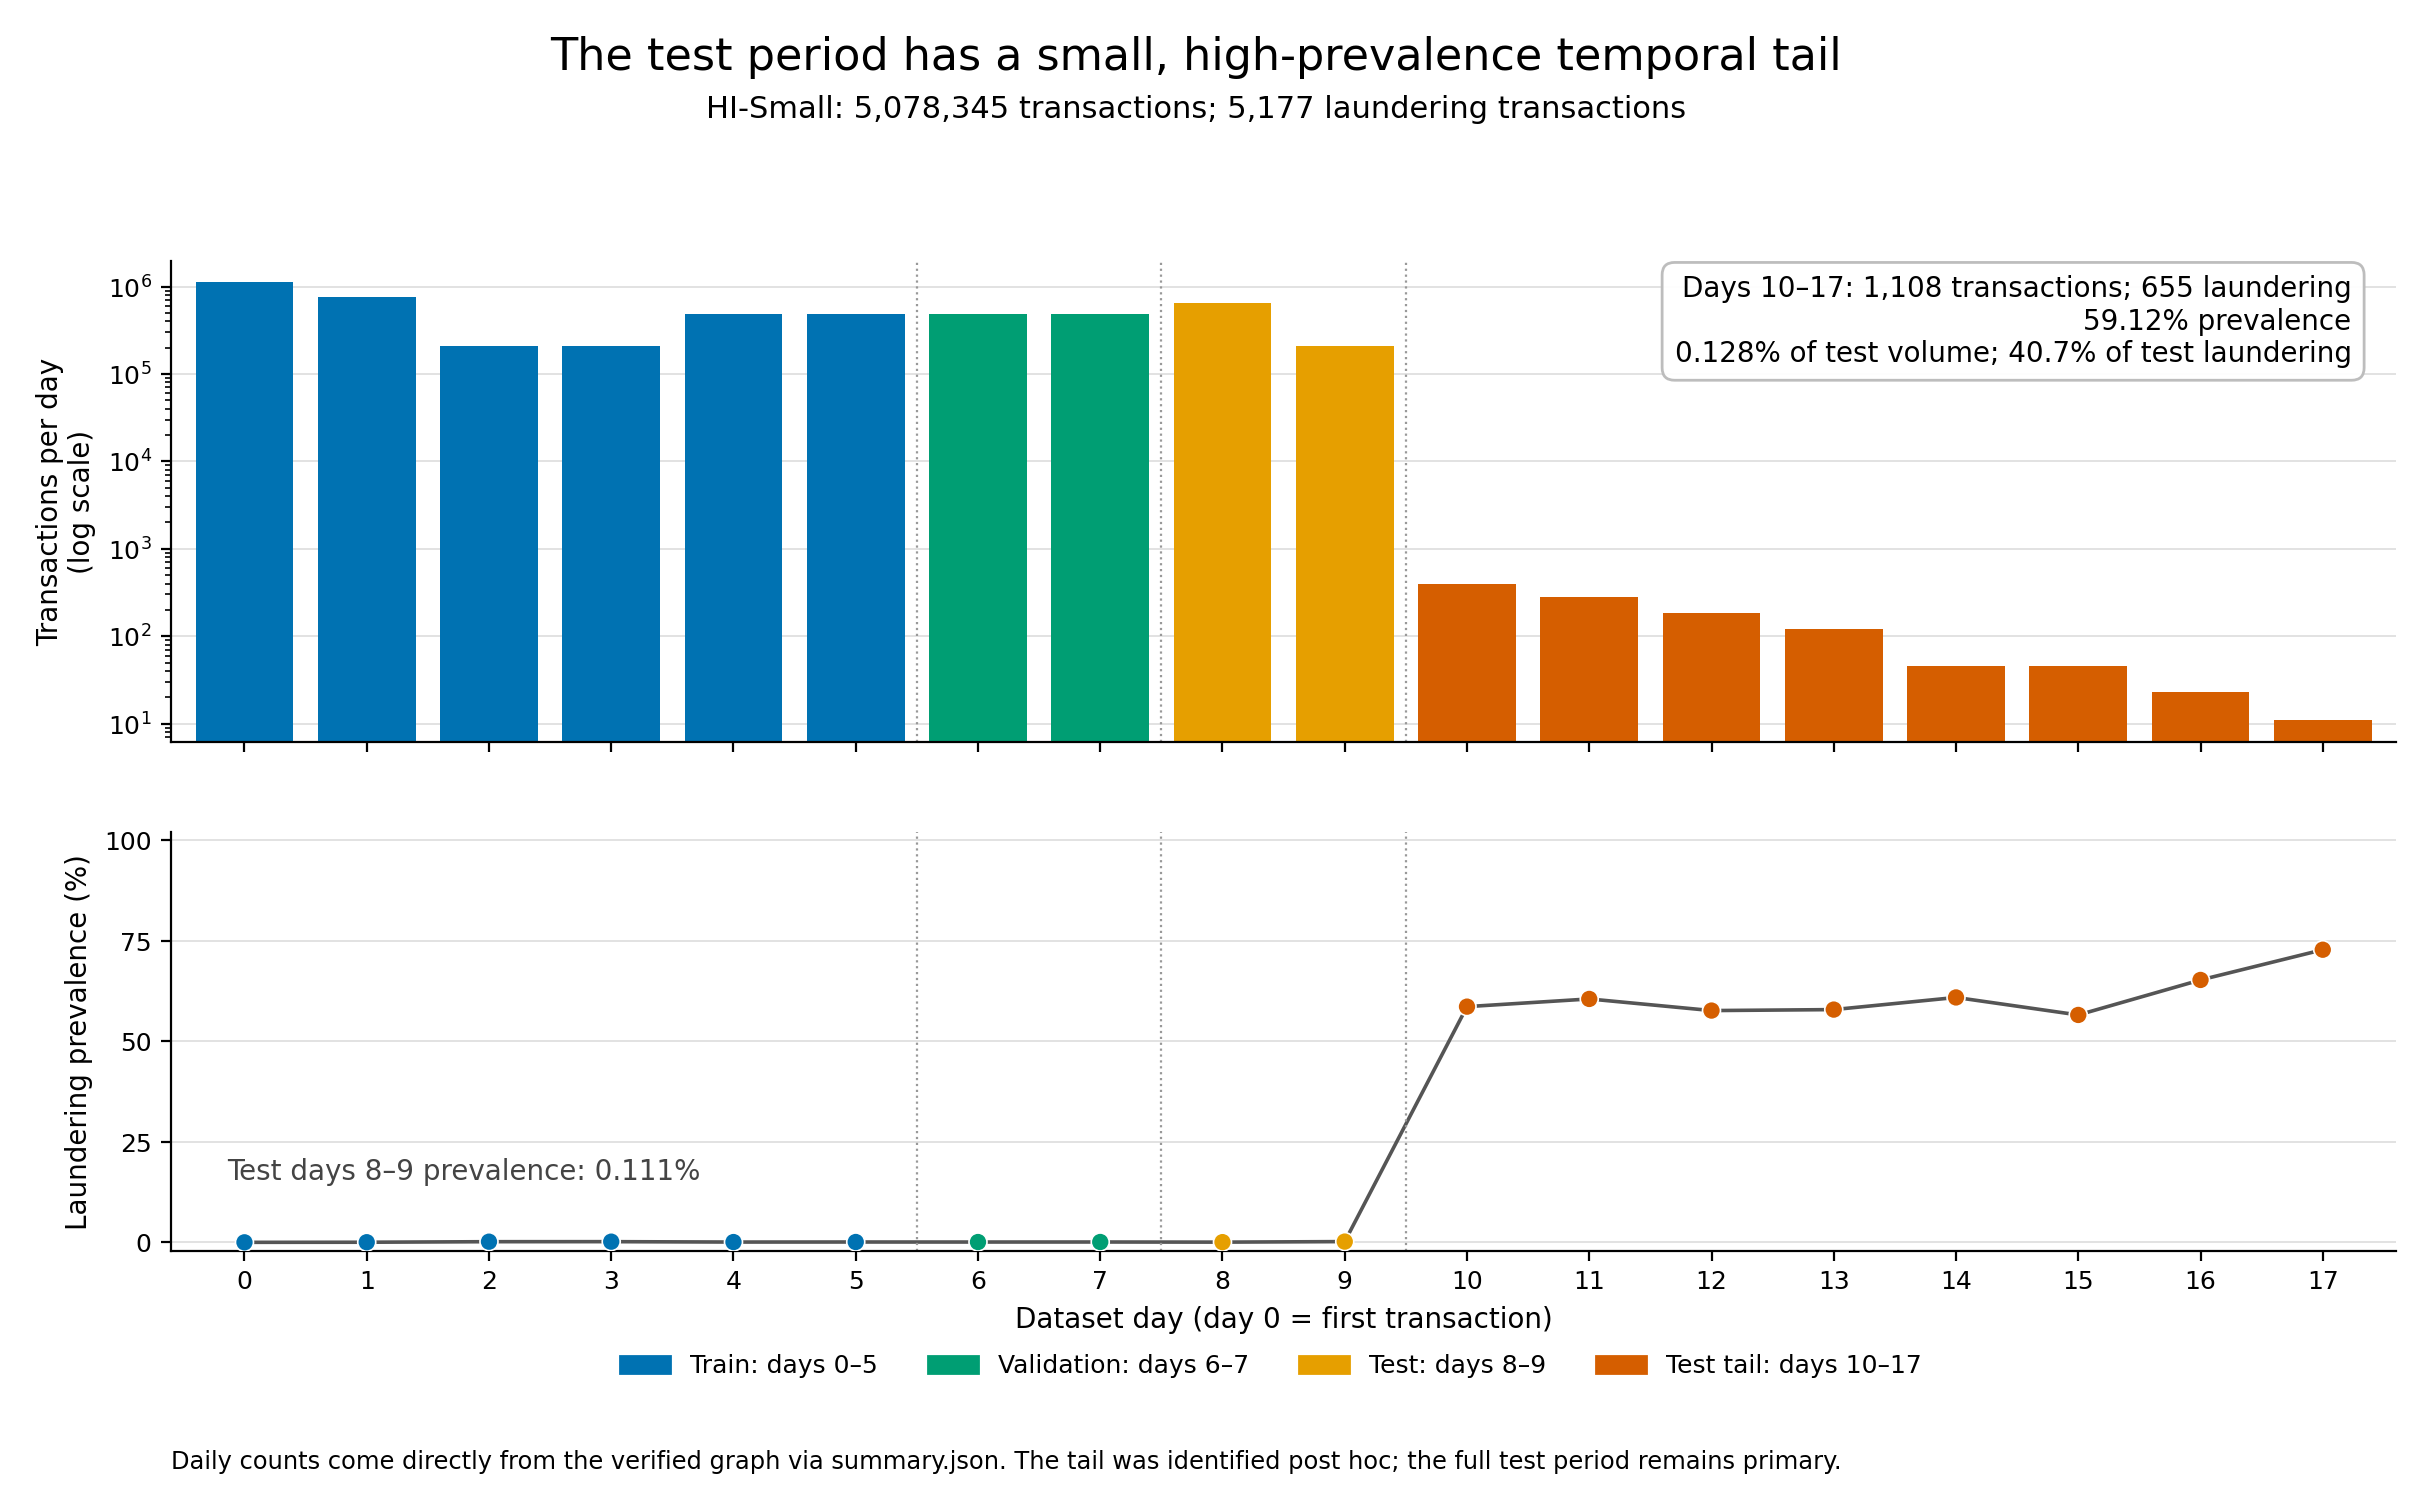 The test period has a small, high-prevalence temporal tail
HI-Small: 5,078,345 transactions; 5,177 laundering transactions
Transactions per day
(log scale)
10⁶
10⁵
10⁴
10³
10²
10¹
Days 10–17: 1,108 transactions; 655 laundering
59.12% prevalence
0.128% of test volume; 40.7% of test laundering
Laundering prevalence (%)
100
75
50
25
0
Test days 8–9 prevalence: 0.111%
0 1 2 3 4 5 6 7 8 9 10 11 12 13 14 15 16 17
Dataset day (day 0 = first transaction)
Train: days 0–5 Validation: days 6–7 Test: days 8–9 Test tail: days 10–17
Daily counts come directly from the verified graph via summary.json. The tail was identified post hoc; the full test period remains primary.